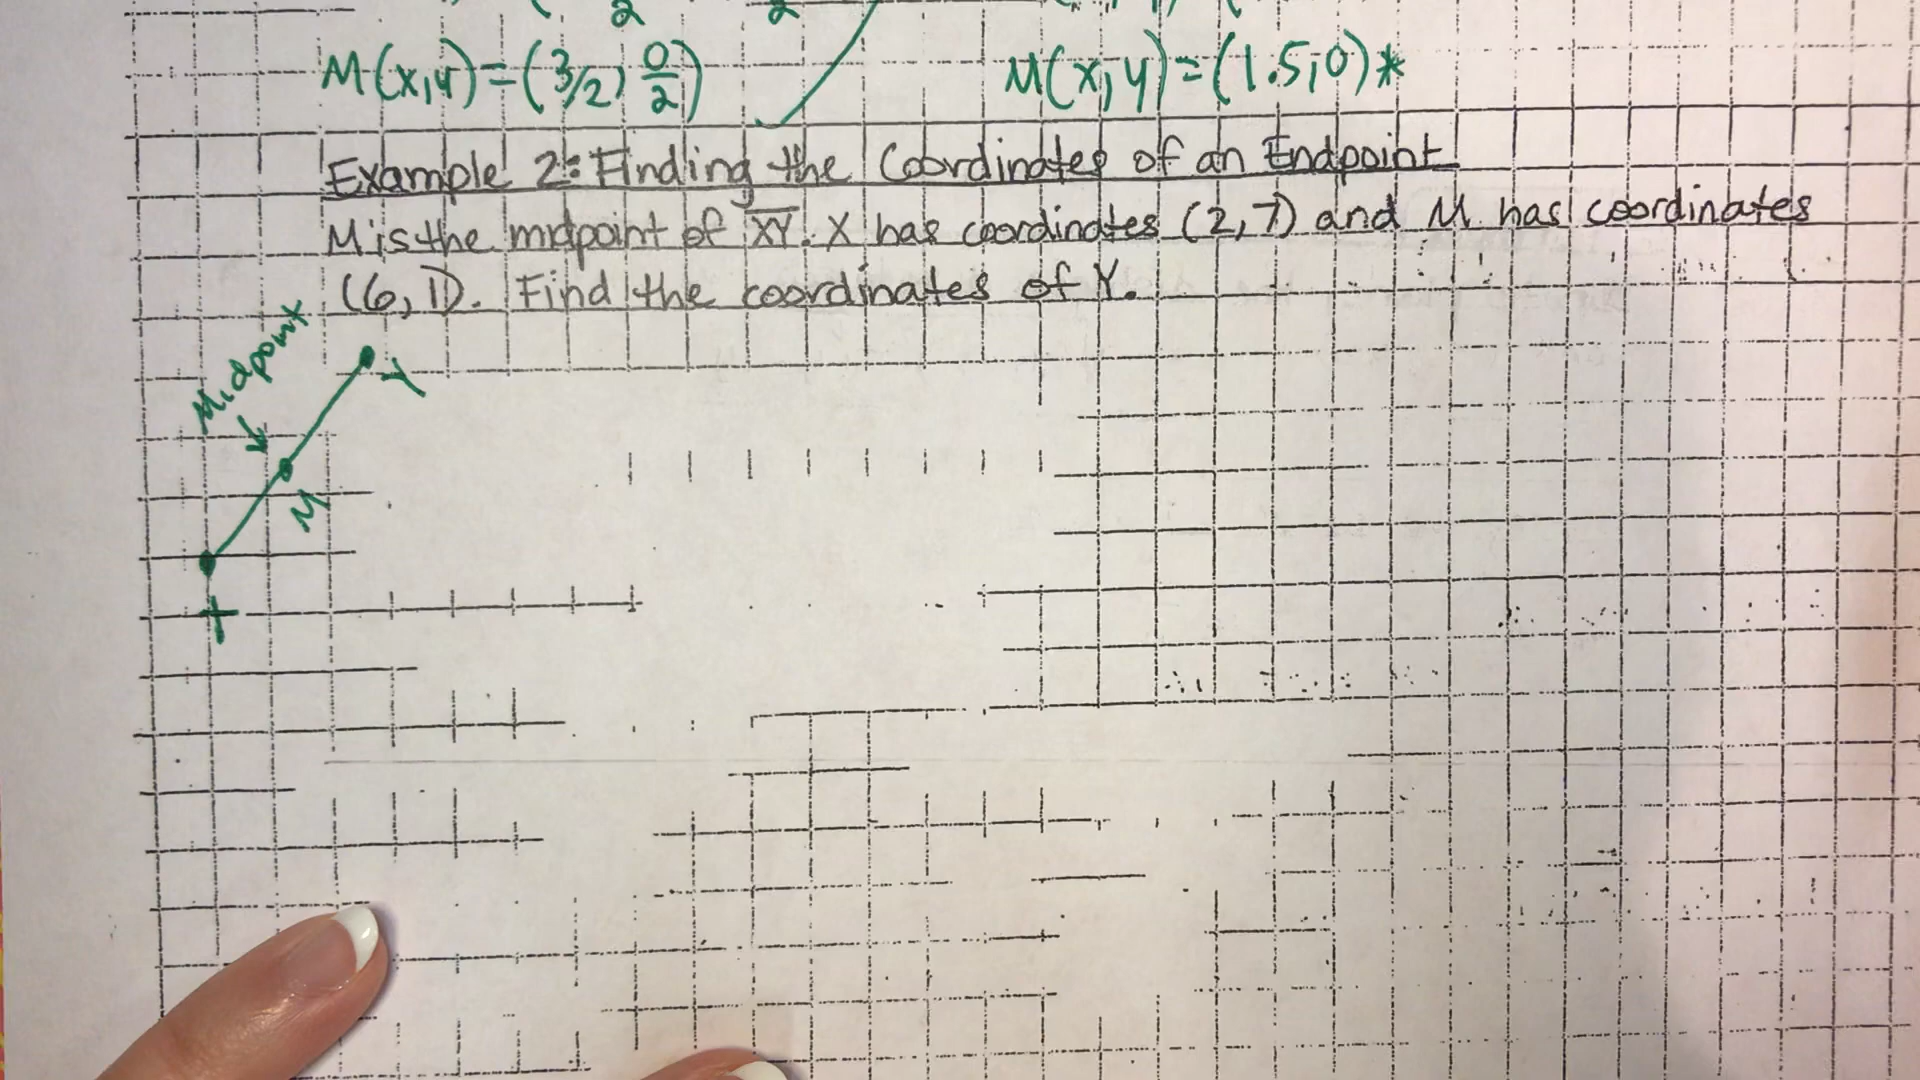 M(x,y)=(3/2, 0/2)
M(x,y)=(1.5,0)*
Example 2: Finding the Coordinates of an Endpoint
M is the midpoint of XY. X has coordinates (2,7) and M has coordinates
(6,1). Find the coordinates of Y.
Midpoint
Y
M
X